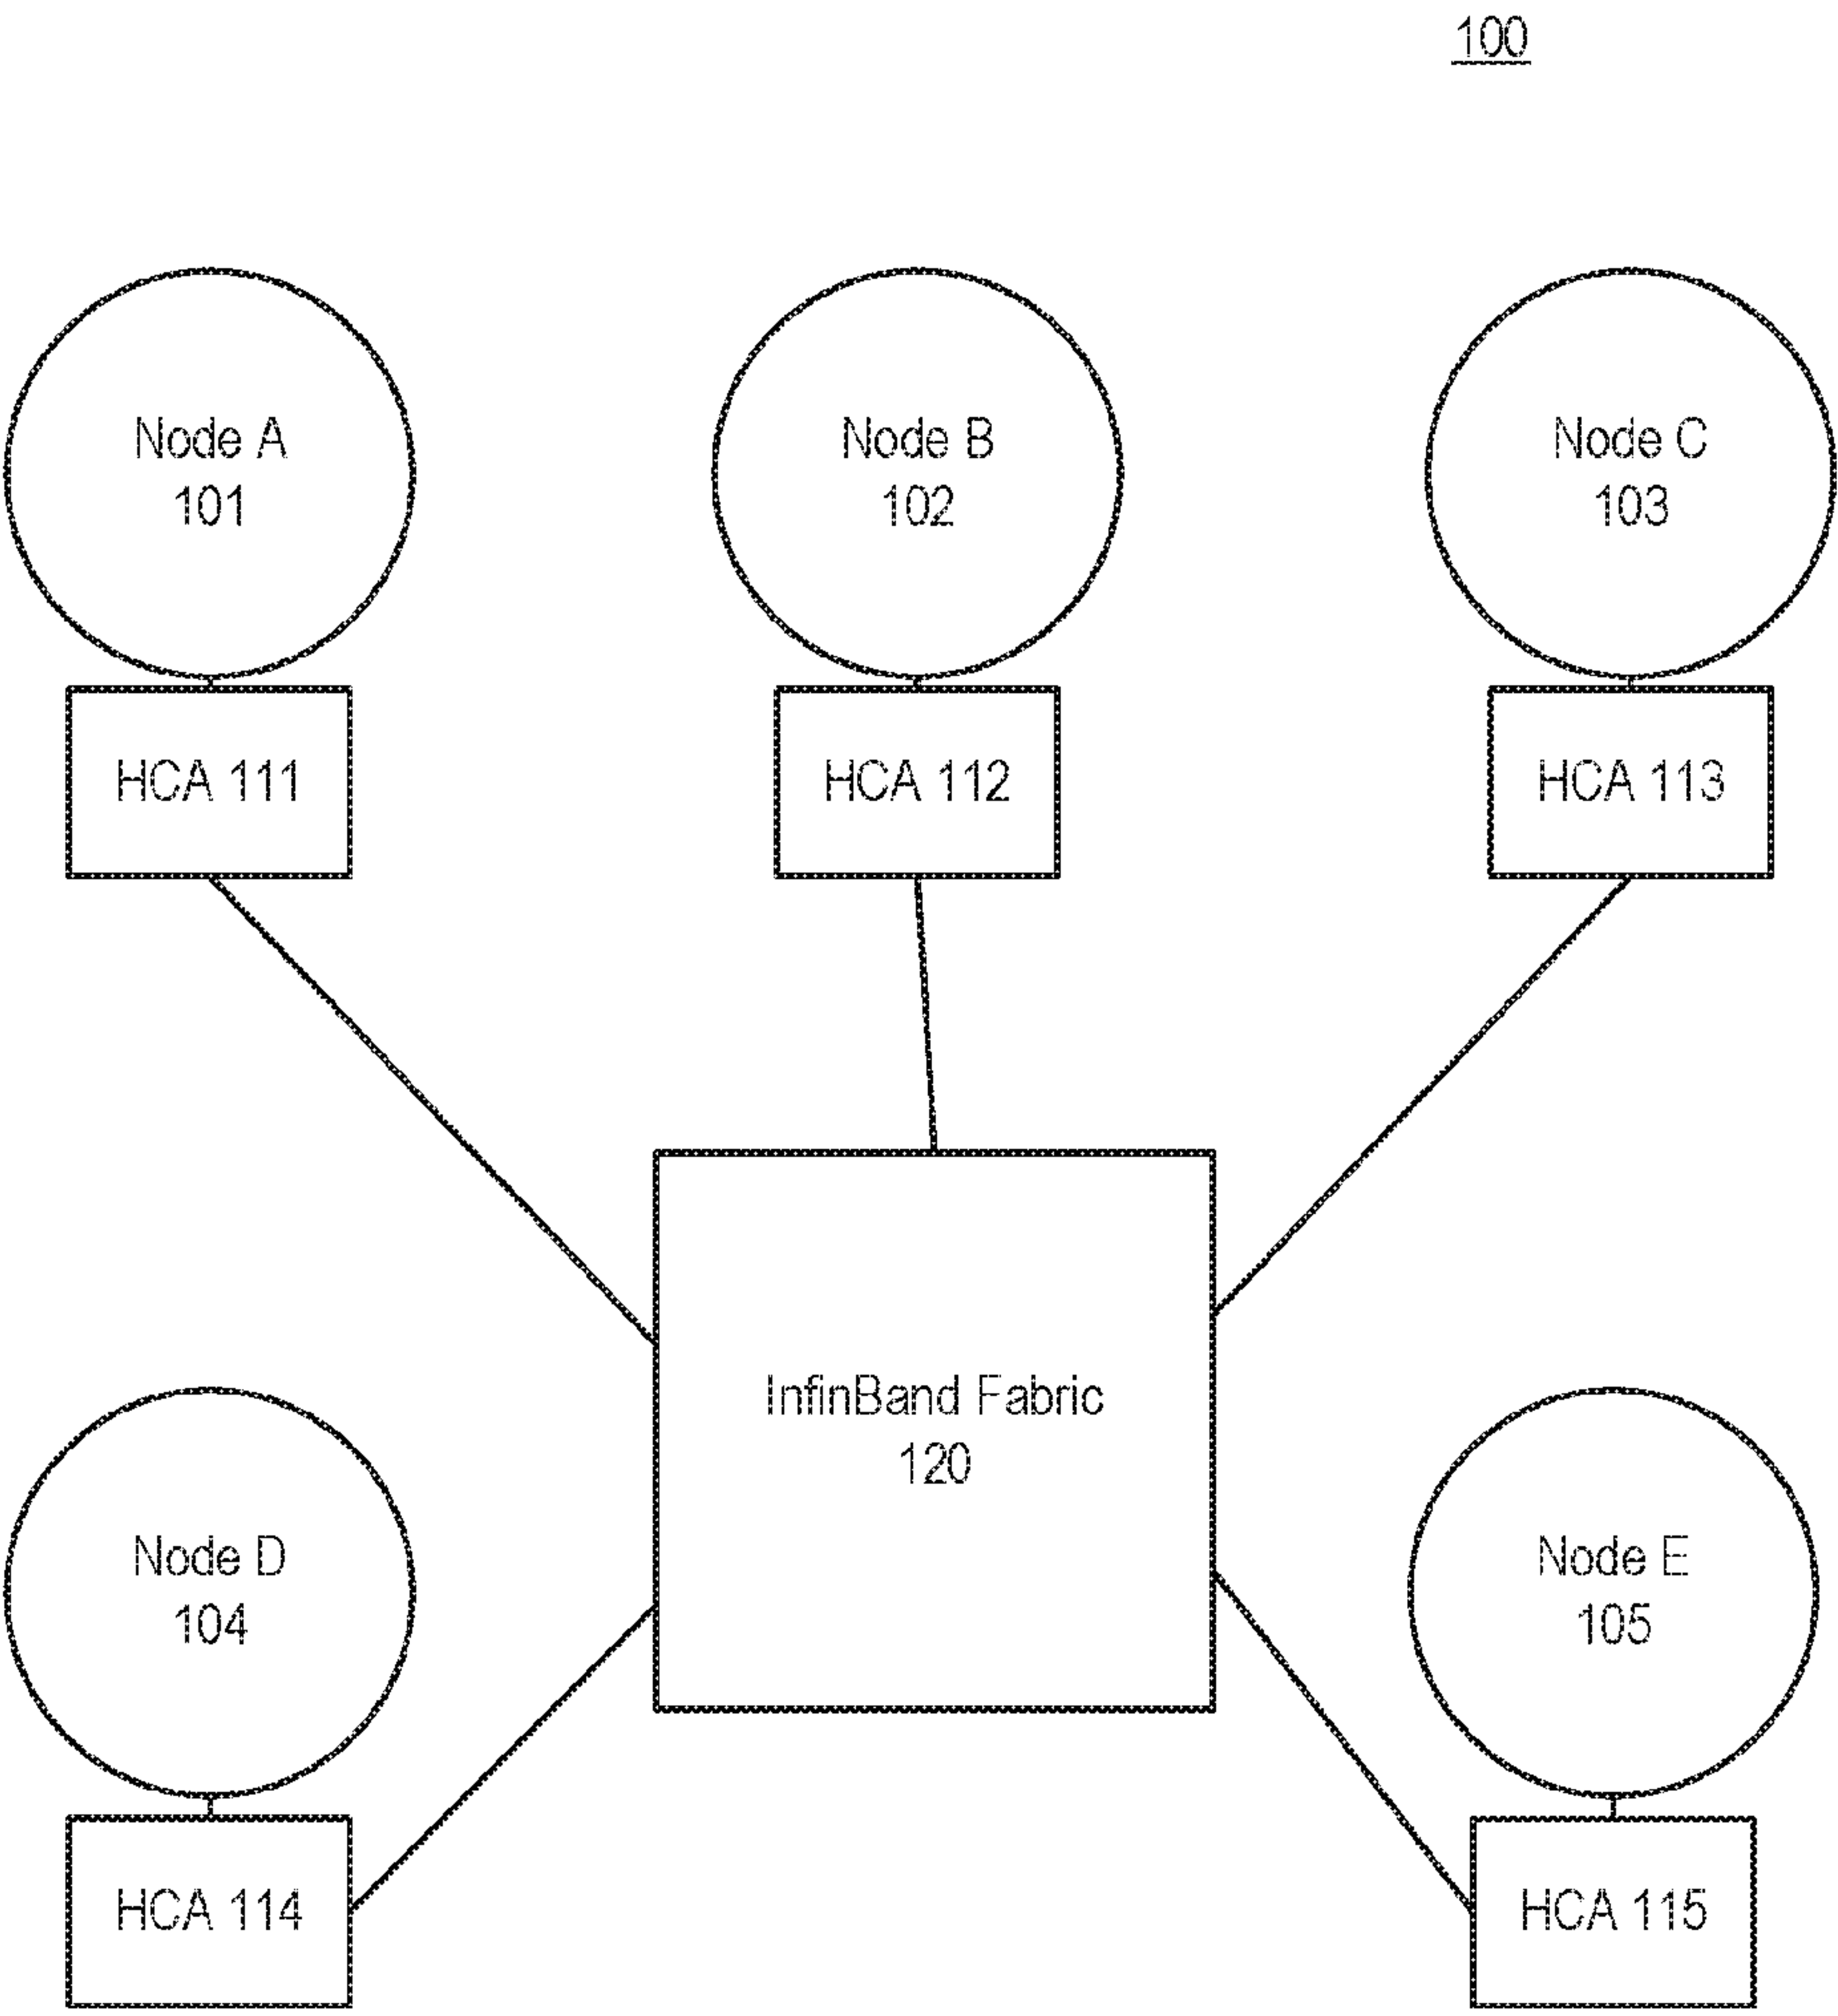 100
Node A
101
Node B
102
Node C
103
HCA 111
HCA 112
HCA 113
InfinBand Fabric
120
Node D
104
Node E
105
HCA 114
HCA 115